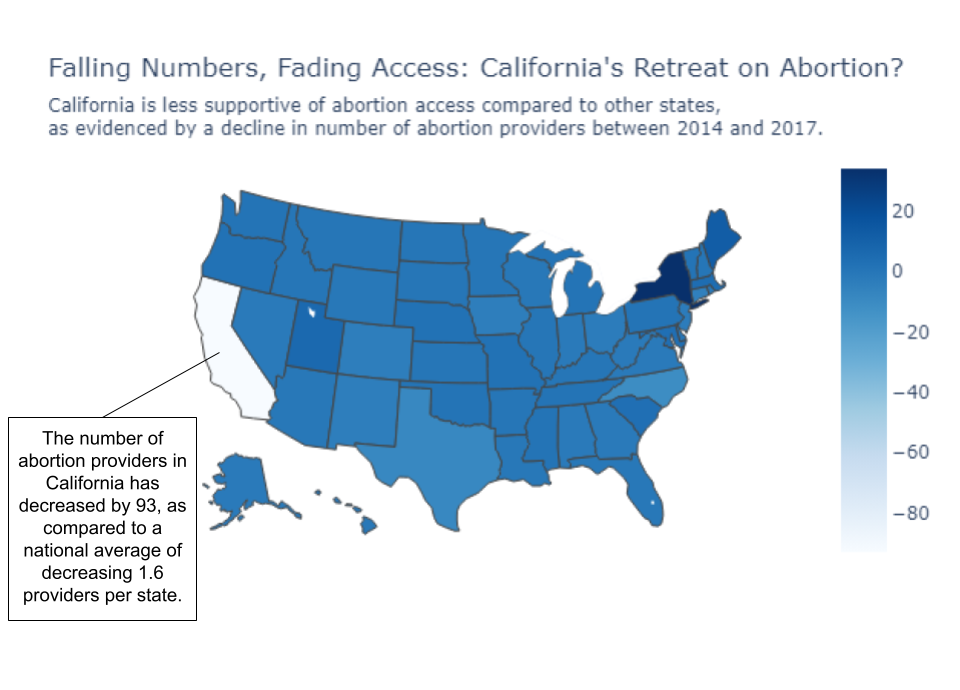 Falling Numbers, Fading Access: California's Retreat on Abortion?
California is less supportive of abortion access compared to other states,
as evidenced by a decline in number of abortion providers between 2014 and 2017.
20
0
−20
−40
−60
−80
The number of
abortion providers in
California has
decreased by 93, as
compared to a
national average of
decreasing 1.6
providers per state.